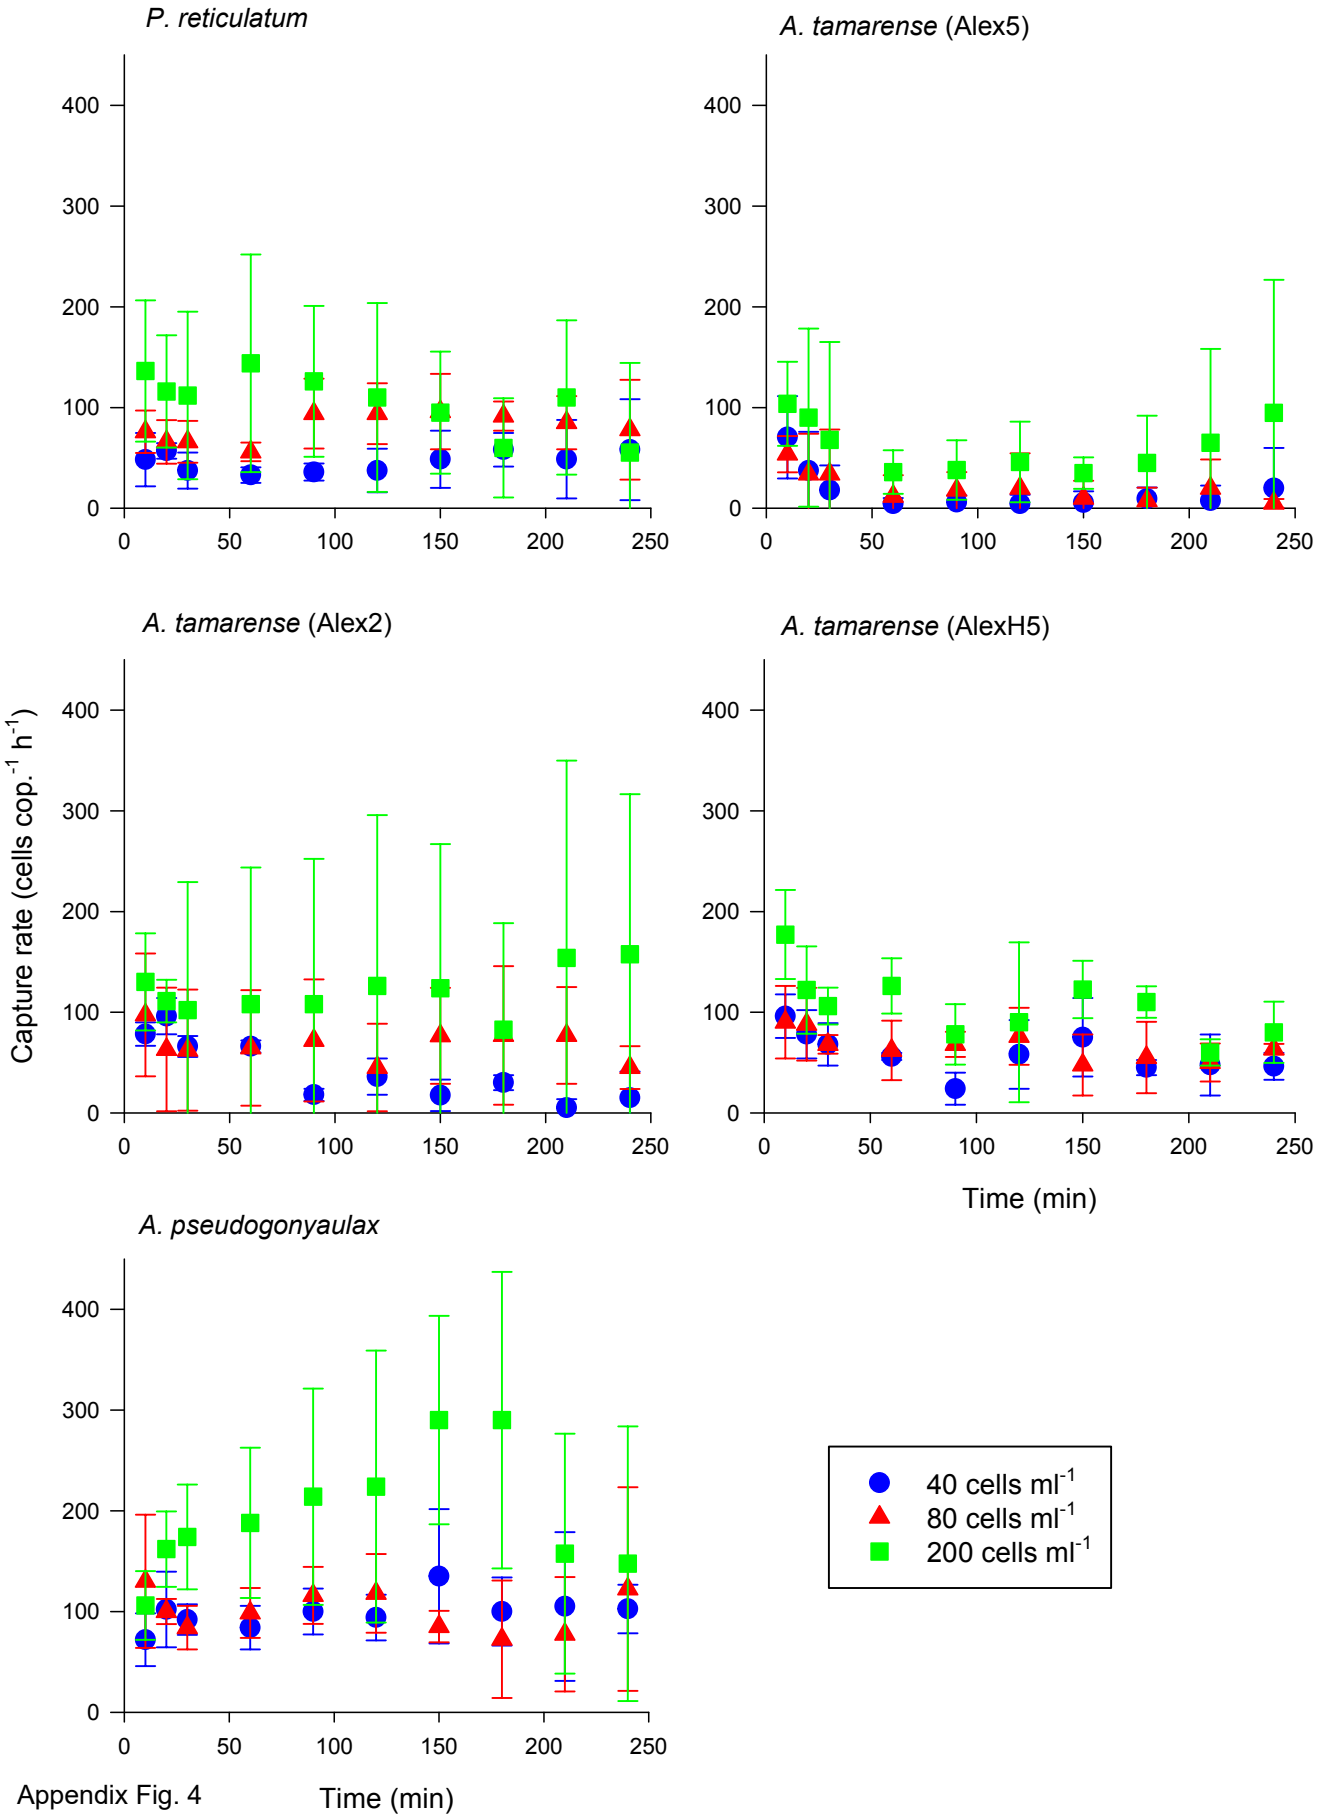 P. reticulatum
A. tamarense (Alex5)
400
300
200
100
0
0 50 100 150 200 250
400
300
200
100
0
0 50 100 150 200 250
A. tamarense (Alex2)
A. tamarense (AlexH5)
Capture rate (cells cop.⁻¹ h⁻¹)
400
300
200
100
0
0 50 100 150 200 250
400
300
200
100
0
0 50 100 150 200 250
Time (min)
A. pseudogonyaulax
400
300
200
100
0
0 50 100 150 200 250
40 cells ml⁻¹
80 cells ml⁻¹
200 cells ml⁻¹
Appendix Fig. 4
Time (min)